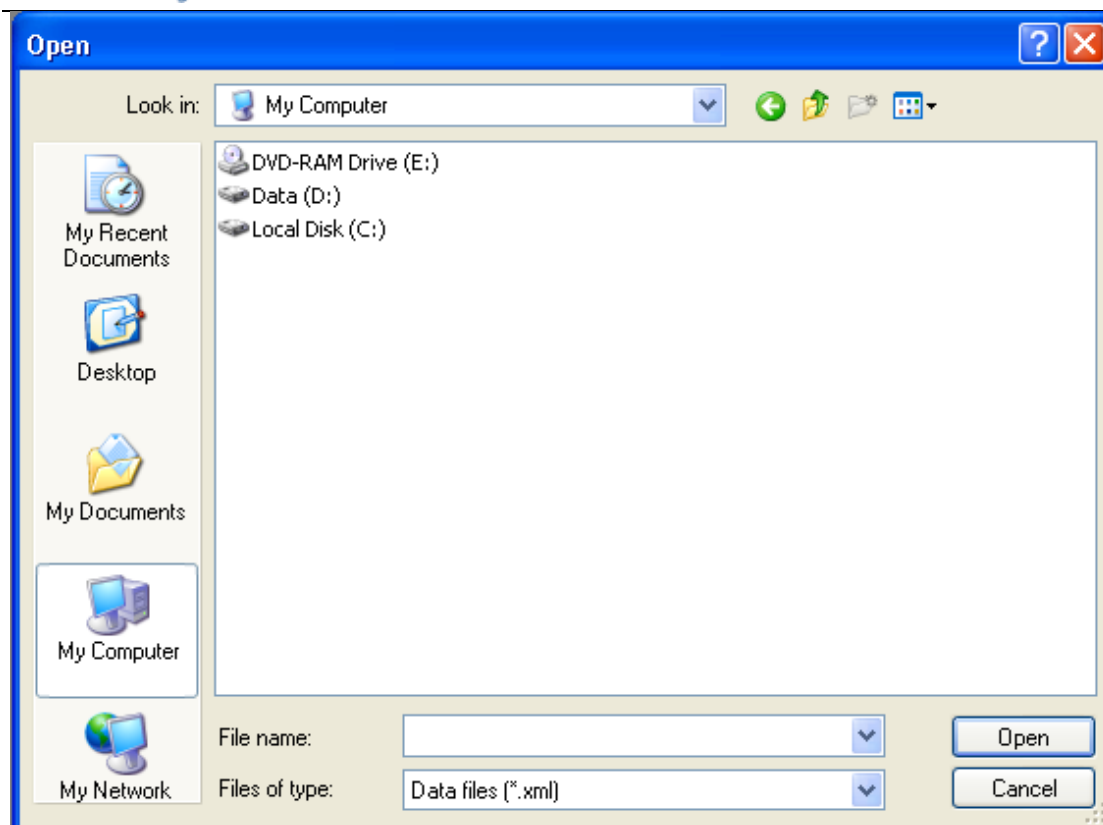 Open
Look in:
My Computer
DVD-RAM Drive (E:)
Data (D:)
Local Disk (C:)
My Recent
Documents
Desktop
My Documents
My Computer
My Network
File name:
Open
Files of type:
Data files (*.xml)
Cancel